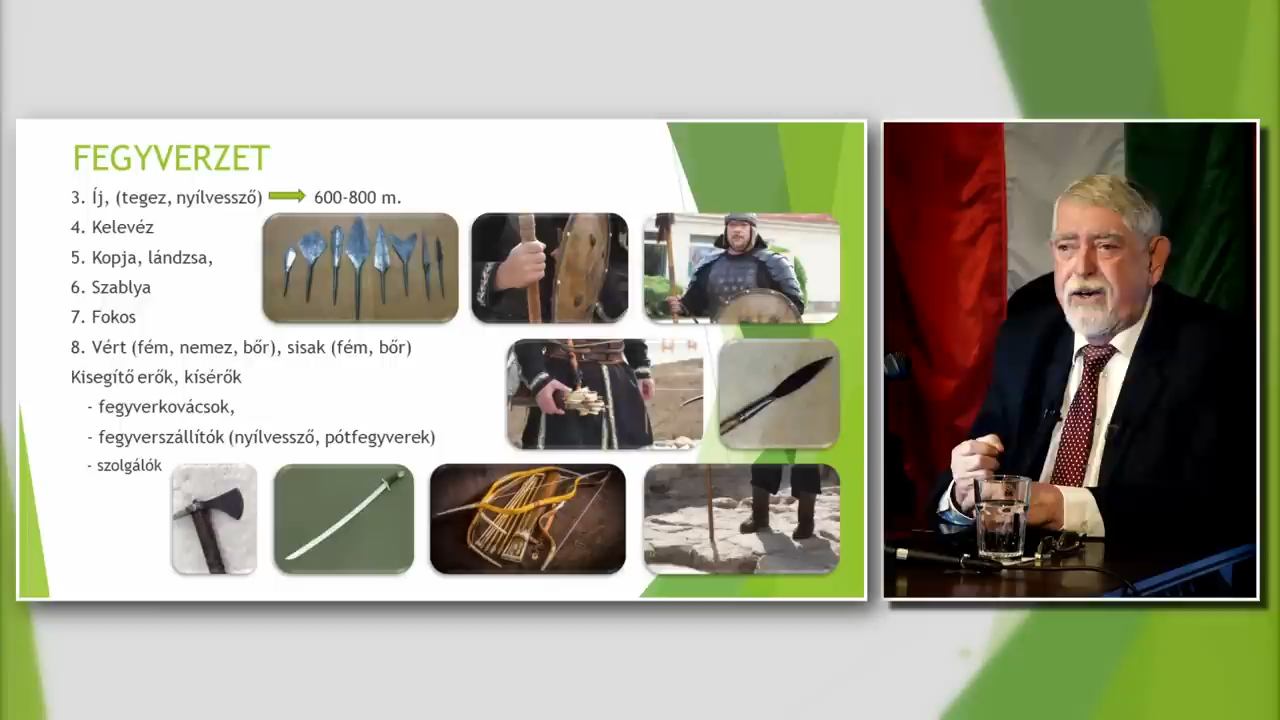 FEGYVERZET
3. Íj, (tegez, nyílvessző) 600-800 m.
4. Kelevéz
5. Kopja, lándzsa,
6. Szablya
7. Fokos
8. Vért (fém, nemez, bőr), sisak (fém, bőr)
Kisegítő erők, kísérők
- fegyverkovácsok,
- fegyverszállítók (nyílvessző, pótfegyverek)
- szolgálók